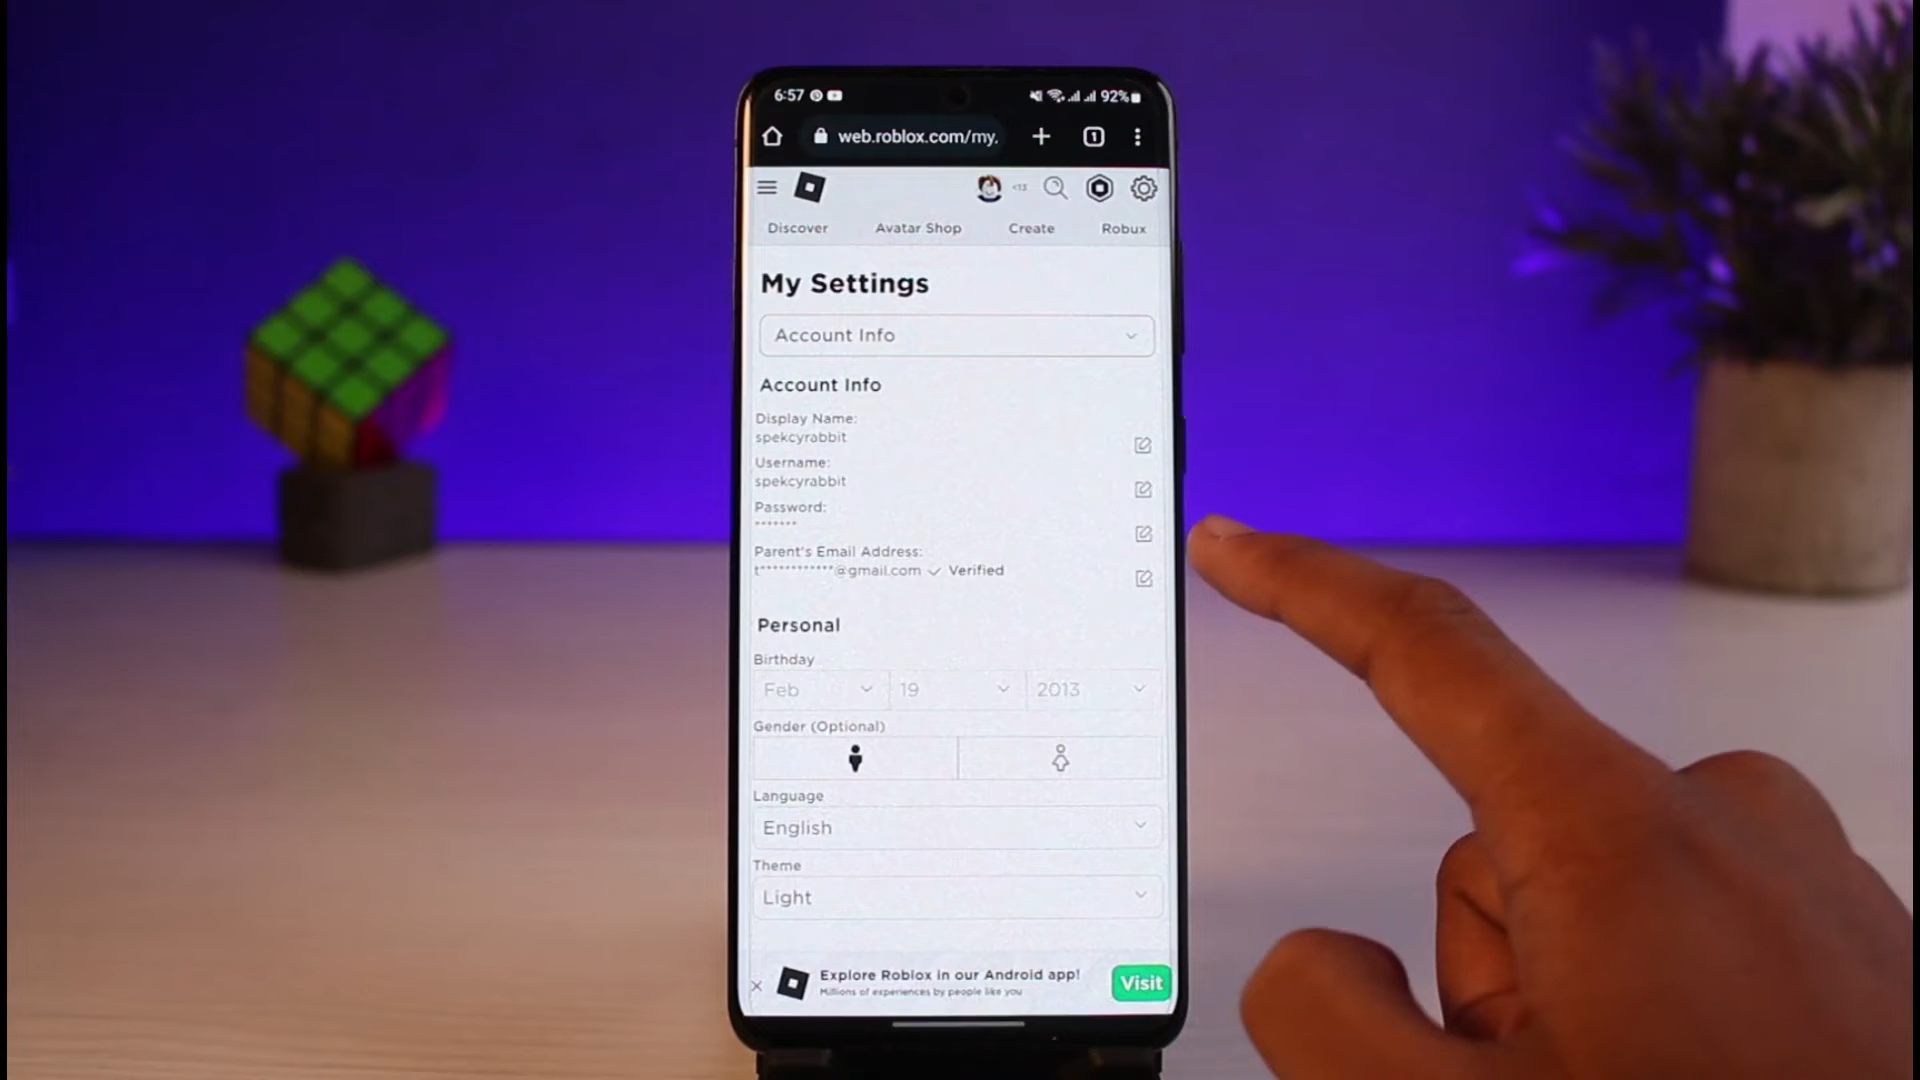 6:57 92%
web.roblox.com/my.
1
<13
Discover Avatar Shop Create Robux
My Settings
Account Info
Account Info
Display Name:
spekcyrabbit
Username:
spekcyrabbit
Password:
*******
Parent's Email Address:
t************@gmail.com ✓ Verified
Personal
Birthday
Feb 19 2013
Gender (Optional)
Language
English
Theme
Light
Explore Roblox in our Android app!
Millions of experiences by people like you
Visit